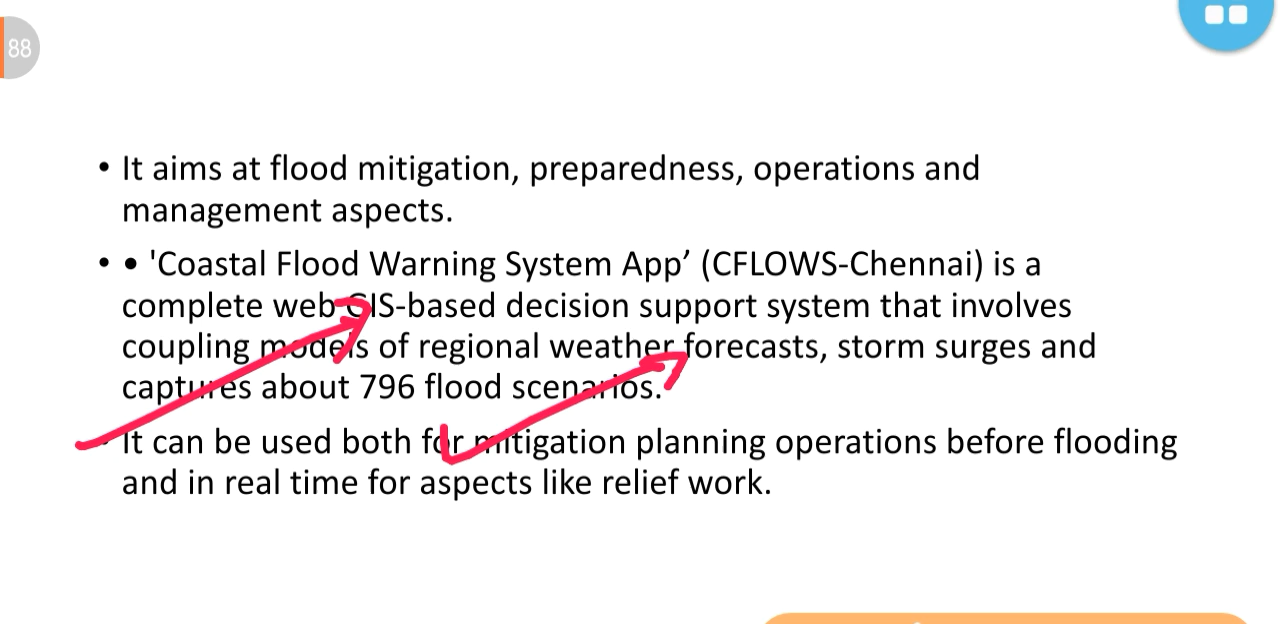 88
• It aims at flood mitigation, preparedness, operations and
management aspects.
• • 'Coastal Flood Warning System App’ (CFLOWS-Chennai) is a
complete web GIS-based decision support system that involves
coupling models of regional weather forecasts, storm surges and
captures about 796 flood scenarios.
• It can be used both for mitigation planning operations before flooding
and in real time for aspects like relief work.